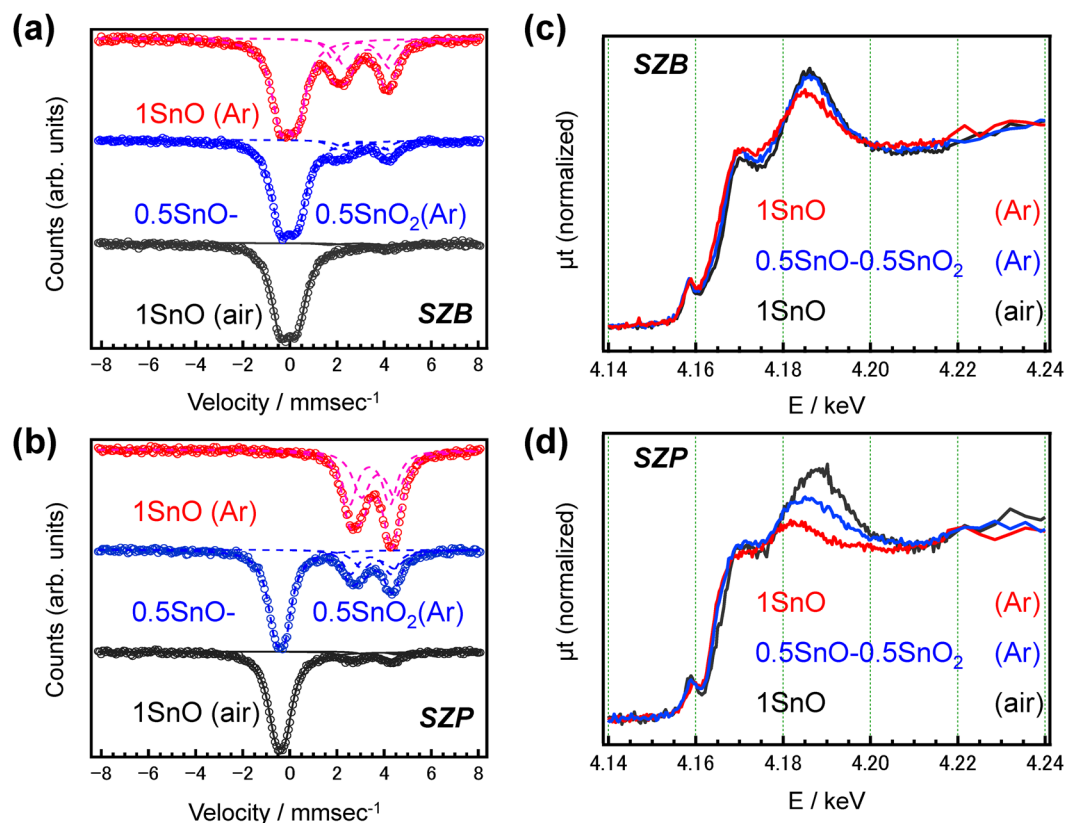 (a)
Counts (arb. units)
1SnO (Ar)
0.5SnO- 0.5SnO₂(Ar)
1SnO (air)
SZB
−8 −6 −4 −2 0 2 4 6 8
Velocity / mmsec⁻¹
(b)
Counts (arb. units)
1SnO (Ar)
0.5SnO- 0.5SnO₂(Ar)
1SnO (air)
SZP
−8 −6 −4 −2 0 2 4 6 8
Velocity / mmsec⁻¹
(c)
µt (normalized)
SZB
1SnO (Ar)
0.5SnO-0.5SnO₂ (Ar)
1SnO (air)
4.14 4.16 4.18 4.20 4.22 4.24
E / keV
(d)
µt (normalized)
SZP
1SnO (Ar)
0.5SnO-0.5SnO₂ (Ar)
1SnO (air)
4.14 4.16 4.18 4.20 4.22 4.24
E / keV